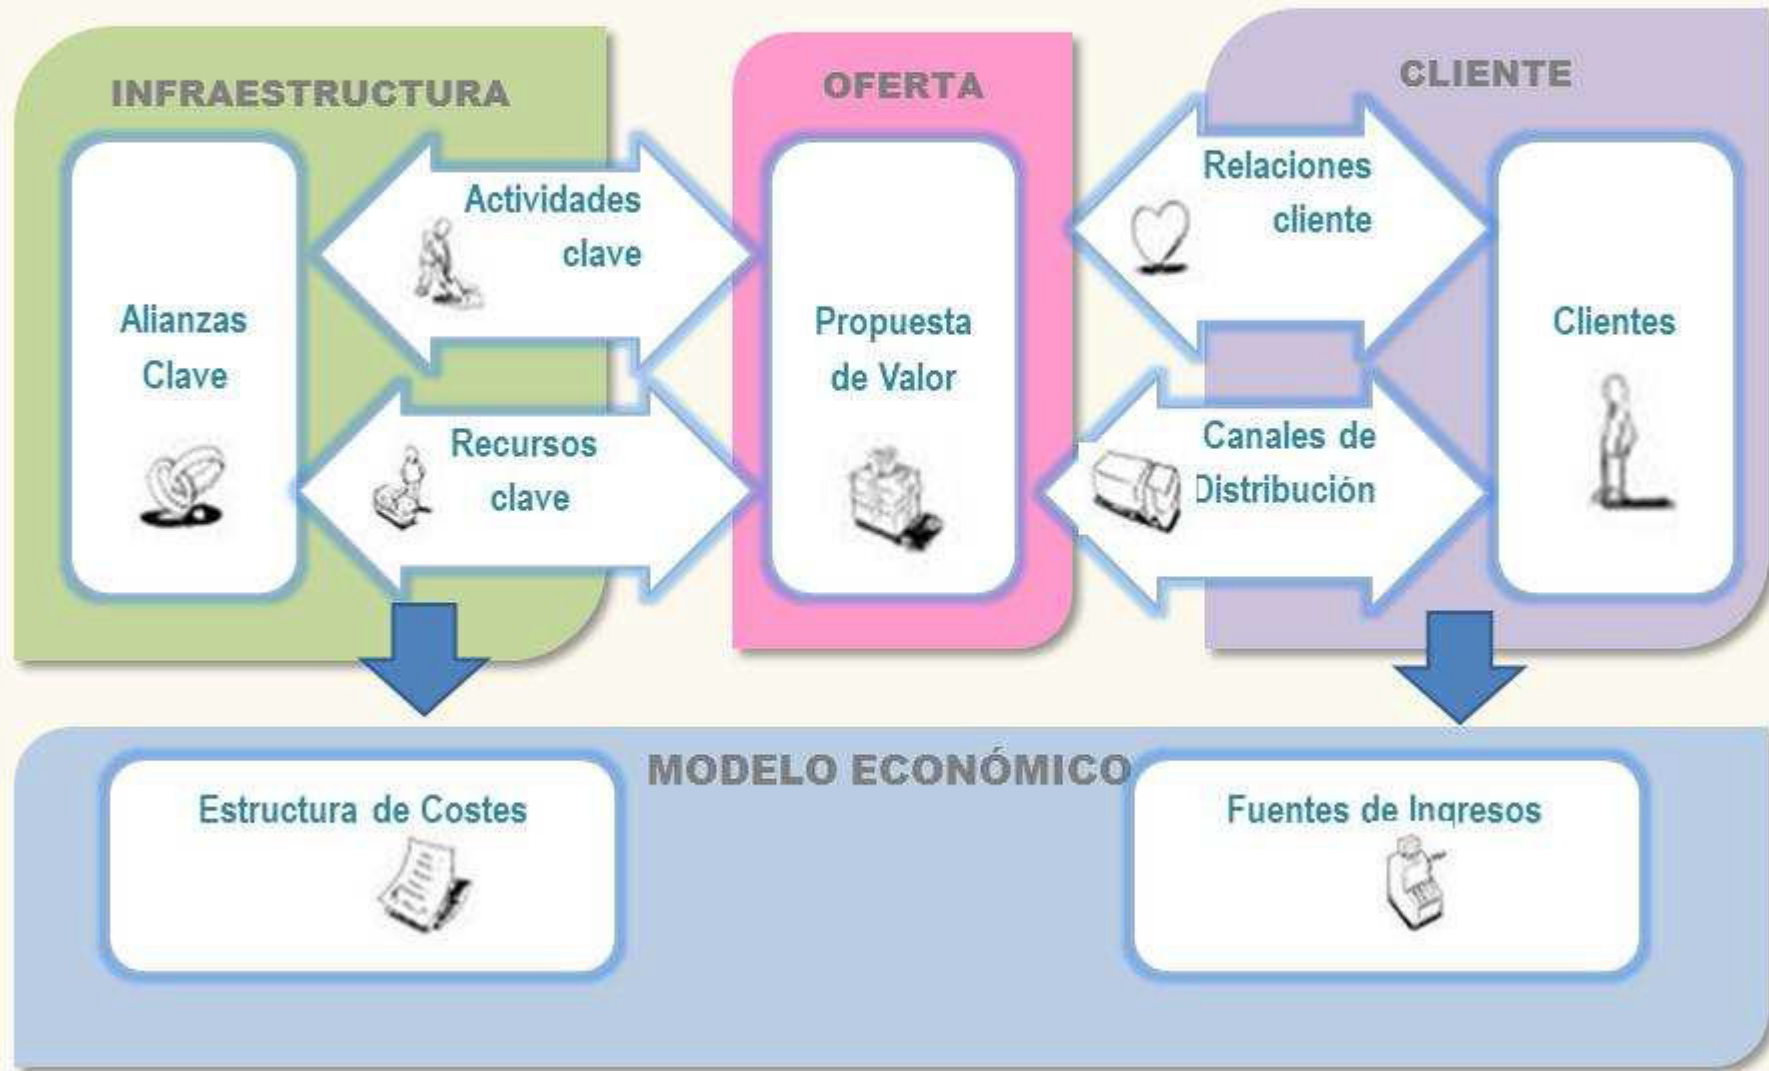 INFRAESTRUCTURA
OFERTA
CLIENTE
Alianzas
Clave
Actividades
clave
Recursos
clave
Propuesta
de Valor
Relaciones
cliente
Canales de
Distribución
Clientes
MODELO ECONÓMICO
Estructura de Costes
Fuentes de Ingresos